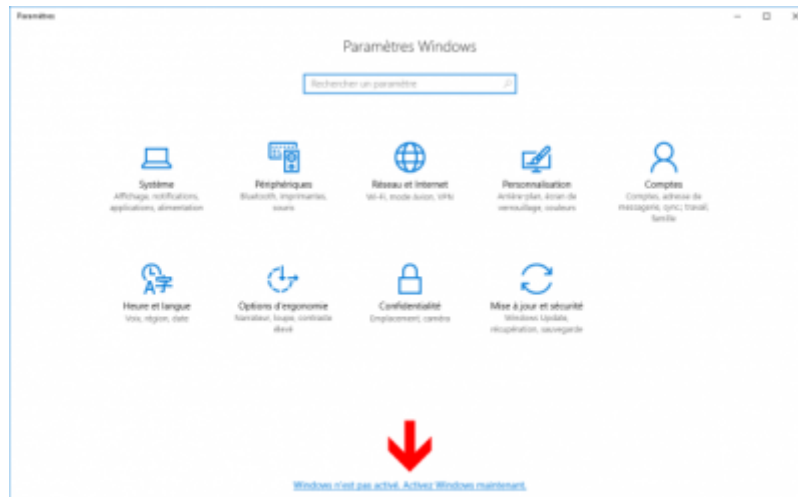 Paramètres
Paramètres Windows
Rechercher un paramètre
Système
Affichage, notifications,
applications, alimentation
Périphériques
Bluetooth, imprimantes,
souris
Réseau et Internet
Wi-Fi, mode Avion, VPN
Personnalisation
Arrière-plan, écran de
verrouillage, couleurs
Comptes
Comptes, adresse de
messagerie, sync., travail,
famille
Heure et langue
Voix, région, date
Options d'ergonomie
Narrateur, loupe, contraste
élevé
Confidentialité
Emplacement, caméra
Mise à jour et sécurité
Windows Update,
récupération, sauvegarde
Windows n'est pas activé. Activez Windows maintenant.